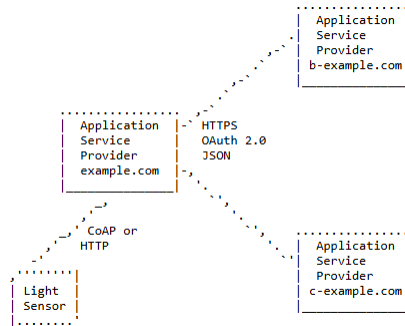 Application
Service
Provider
b-example.com
Application
Service
Provider
example.com
HTTPS
OAuth 2.0
JSON
CoAP or
HTTP
Application
Service
Provider
c-example.com
Light
Sensor